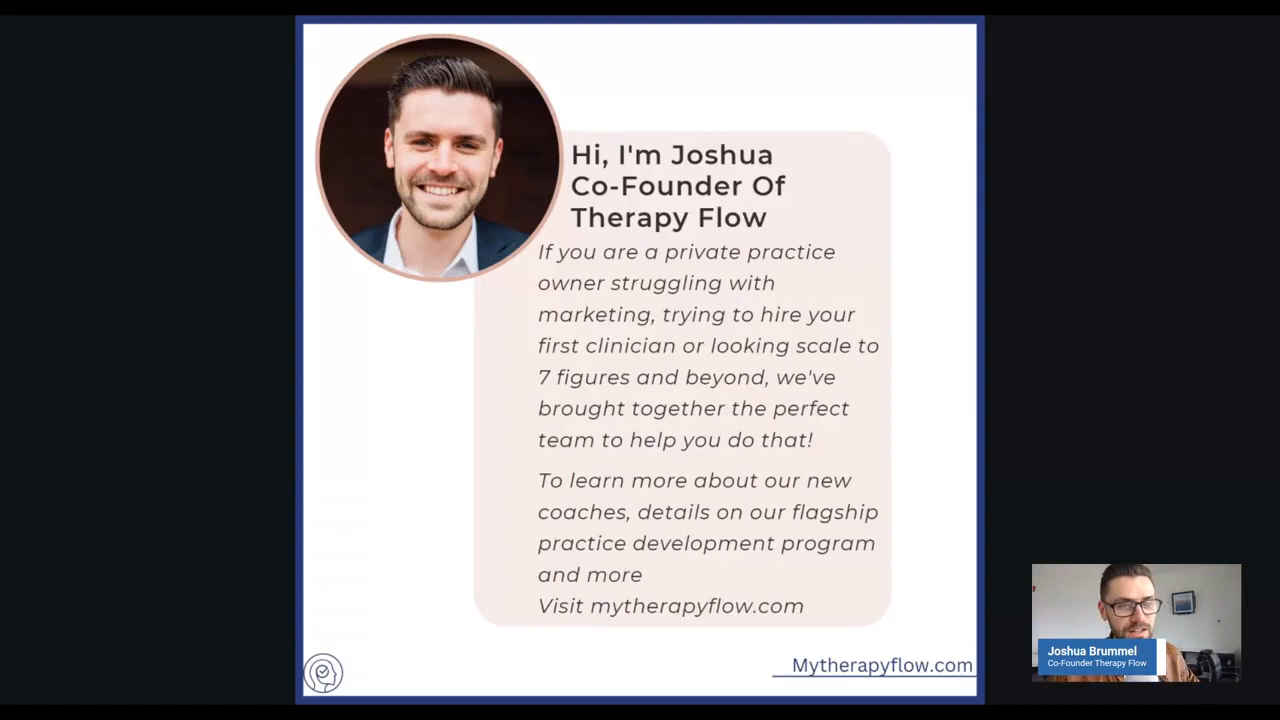 Hi, I'm Joshua
Co-Founder Of
Therapy Flow
If you are a private practice
owner struggling with
marketing, trying to hire your
first clinician or looking scale to
7 figures and beyond, we've
brought together the perfect
team to help you do that!
To learn more about our new
coaches, details on our flagship
practice development program
and more
Visit mytherapyflow.com
Mytherapyflow.com
Joshua Brummel
Co-Founder Therapy Flow